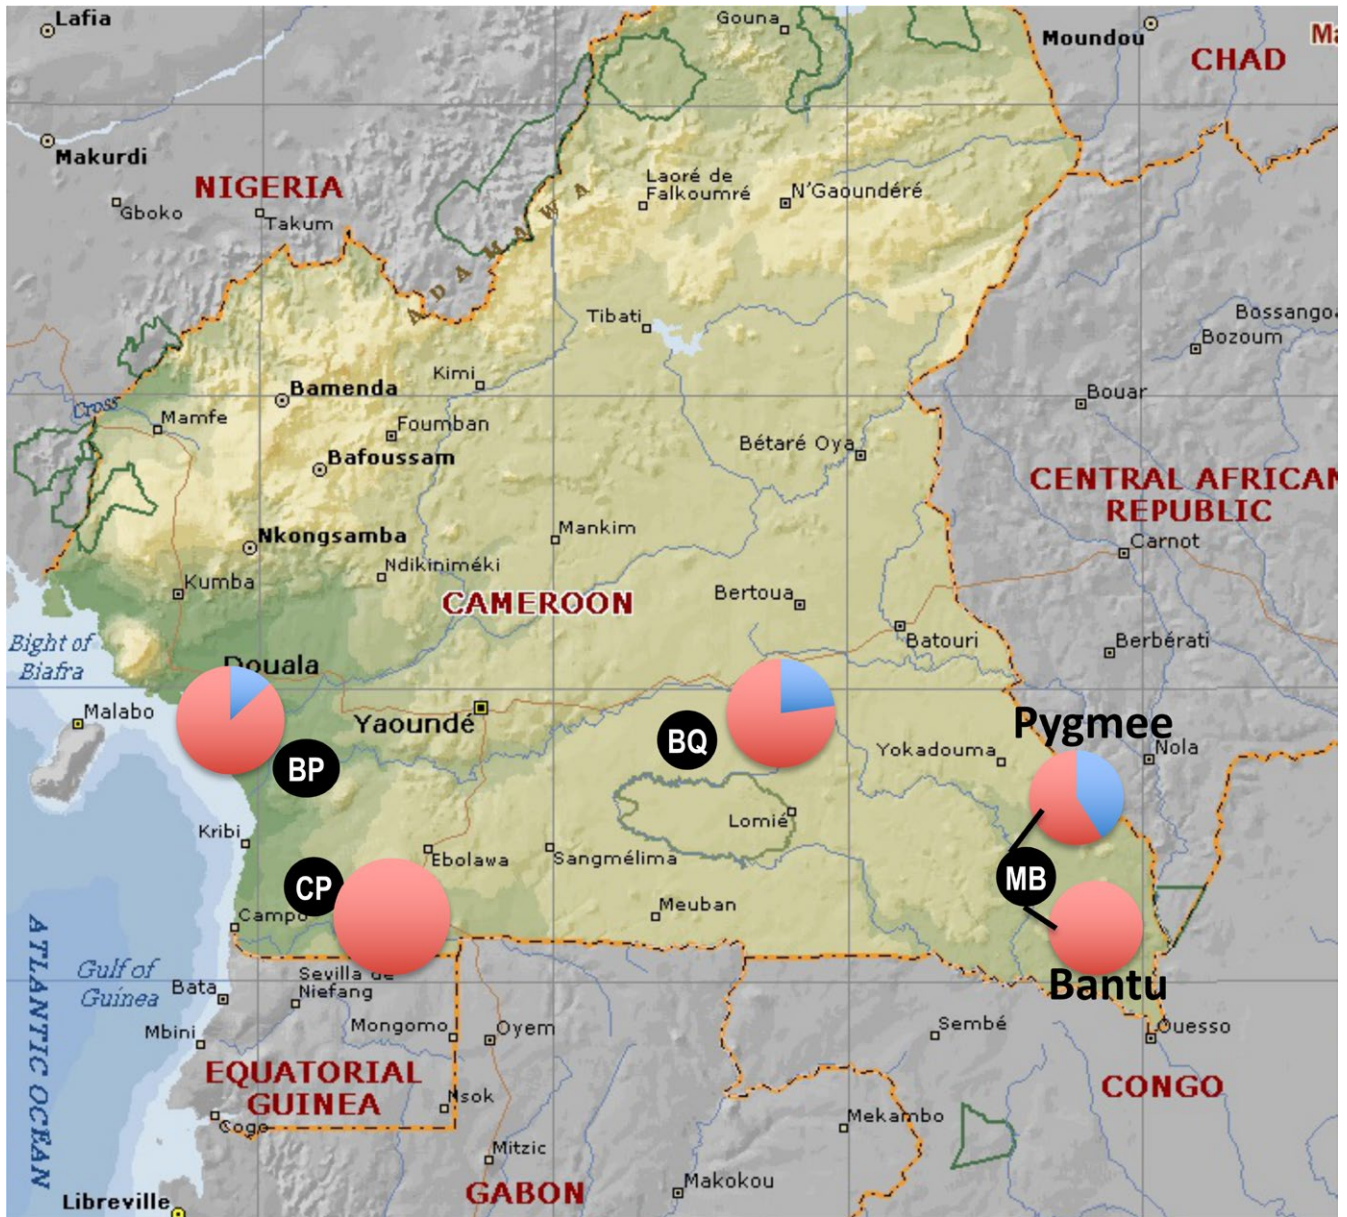 Lafia
Gouna
Moundou
Ma
CHAD
Makurdi
NIGERIA
Laoré de
Falkoumré
N'Gaoundéré
Gboko
Takum
ADAMAWA
Tibati
Bossangoa
Bozoum
Kimi
Bamenda
Bouar
Cross
Mamfe
Foumban
Bafoussam
Bétaré Oya
CENTRAL AFRICAN
REPUBLIC
Nkongsamba
Mankim
Carnot
Ndikiniméki
Kumba
CAMEROON
Bertoua
Batouri
Berbérati
Bight of
Biafra
Douala
Malabo
Yaoundé
BP
BQ
Yokadouma
Pygmee
Nola
Kribi
Lomié
Ebolawa
Sangmélima
MB
CP
Campo
Meuban
Bantu
ATLANTIC OCEAN
Gulf of
Guinea
Bata
Sevilla de
Niefang
Mbini
Mongomo
Oyem
Sembé
Ouesso
EQUATORIAL
GUINEA
CONGO
Nsok
Cogo
Mekambo
Mitzic
Makokou
GABON
Libreville